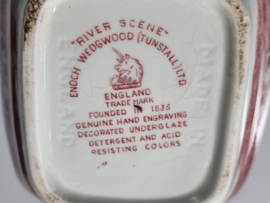 "RIVER SCENE"
ENOCH WEDGWOOD (TUNSTALL) LTD.
ENGLAND
TRADE MARK
FOUNDED IN 1835
GENUINE HAND ENGRAVING
DECORATED UNDERGLAZE
DETERGENT AND ACID
RESISTING COLORS
MADE IN
ENGLAND